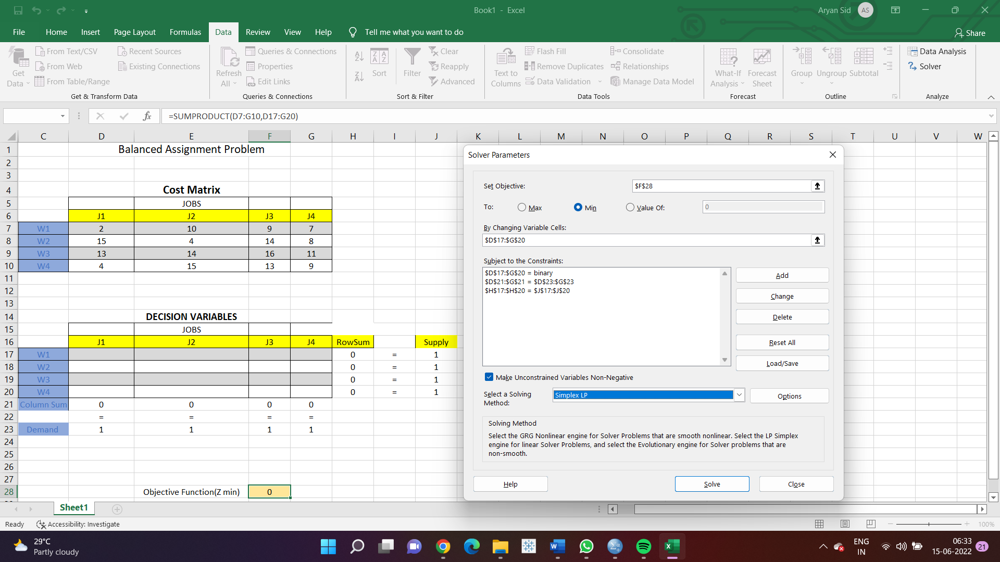 Book1 - Excel
Aryan Sid AS
File Home Insert Page Layout Formulas Data Review View Help Tell me what you want to do Share
Get Data
From Text/CSV
From Web
From Table/Range
Recent Sources
Existing Connections
Get & Transform Data
Refresh All
Queries & Connections
Properties
Edit Links
Queries & Connections
Sort
Filter
Clear
Reapply
Advanced
Sort & Filter
Text to Columns
Flash Fill
Remove Duplicates
Data Validation
Consolidate
Relationships
Manage Data Model
Data Tools
What-If Analysis
Forecast Sheet
Forecast
Group
Ungroup
Subtotal
Outline
Data Analysis
Solver
Analyze
fx =SUMPRODUCT(D7:G10,D17:G20)
C D E F G H I J K L M N O P Q R S T U V W
1 Balanced Assignment Problem
2
3
4 Cost Matrix
5 JOBS
6 J1 J2 J3 J4
7 W1 2 10 9 7
8 W2 15 4 14 8
9 W3 13 14 16 11
10 W4 4 15 13 9
11
12
13
14 DECISION VARIABLES
15 JOBS
16 J1 J2 J3 J4 RowSum Supply
17 W1 0 = 1
18 W2 0 = 1
19 W3 0 = 1
20 W4 0 = 1
21 Column Sum 0 0 0 0
22 = = = =
23 Demand 1 1 1 1
24
25
26
27
28 Objective Function(Z min) 0
Solver Parameters
Set Objective: $F$28
To: Max Min Value Of: 0
By Changing Variable Cells:
$D$17:$G$20
Subject to the Constraints:
$D$17:$G$20 = binary
$D$21:$G$21 = $D$23:$G$23
$H$17:$H$20 = $J$17:$J$20
Add
Change
Delete
Reset All
Load/Save
Make Unconstrained Variables Non-Negative
Select a Solving Method:
Simplex LP
Options
Solving Method
Select the GRG Nonlinear engine for Solver Problems that are smooth nonlinear. Select the LP Simplex
engine for linear Solver Problems, and select the Evolutionary engine for Solver problems that are
non-smooth.
Help
Solve
Close
Sheet1
Ready Accessibility: Investigate 100%
29°C
Partly cloudy
ENG
IN
06:33
15-06-2022
21